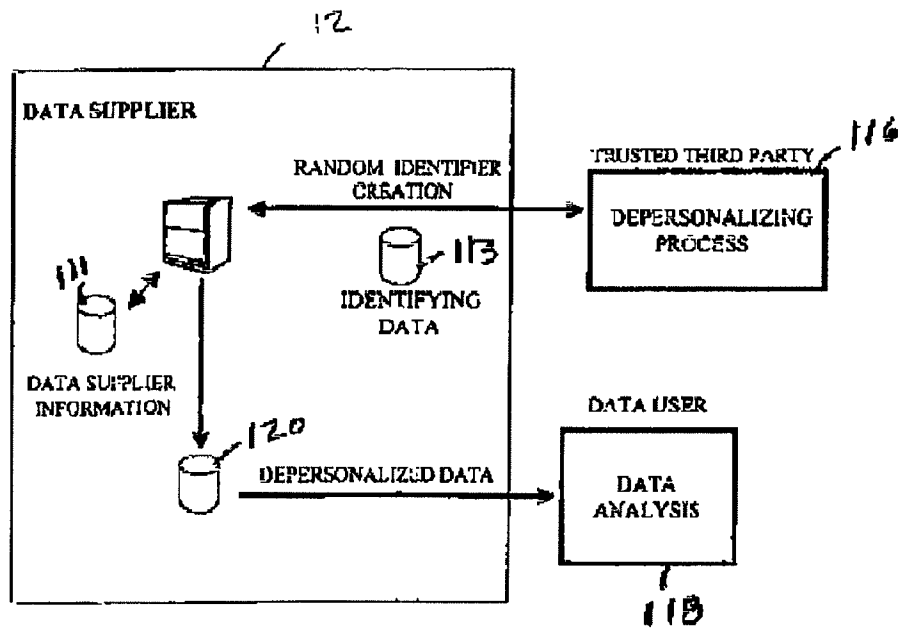 12
DATA SUPPLIER
RANDOM IDENTIFIER
CREATION
TRUSTED THIRD PARTY
116
DEPERSONALIZING
PROCESS
113
IDENTIFYING
DATA
111
DATA SUPPLIER
INFORMATION
120
DEPERSONALIZED DATA
DATA USER
DATA
ANALYSIS
118